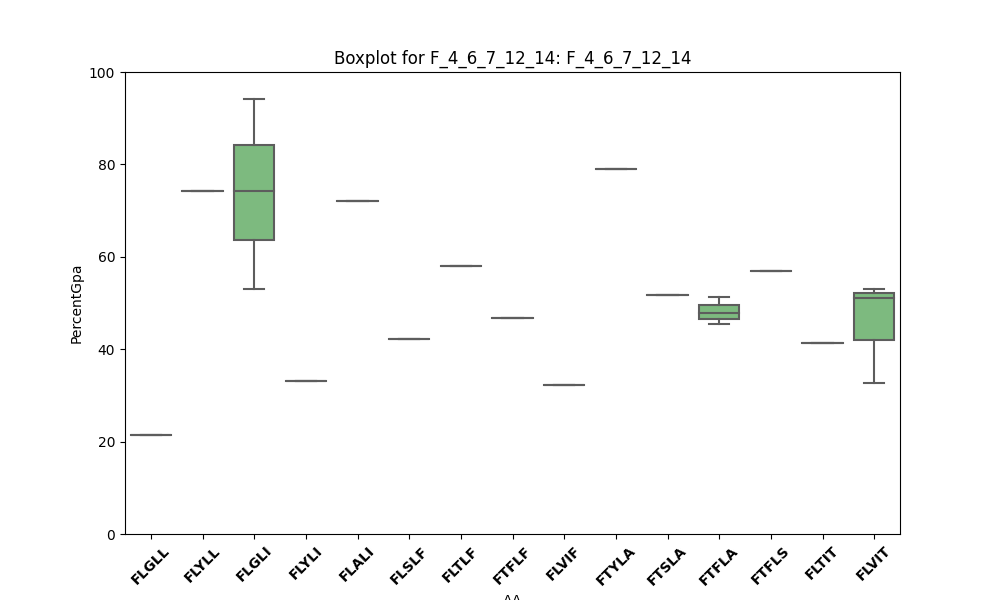 Boxplot for F_4_6_7_12_14: F_4_6_7_12_14
100
80
60
40
20
0
PercentGpa
FLGLL
FLYLL
FLGLI
FLYLI
FLALI
FLSLF
FLTLF
FTFLF
FLVIF
FTYLA
FTSLA
FTFLA
FTFLS
FLTIT
FLVIT
AA